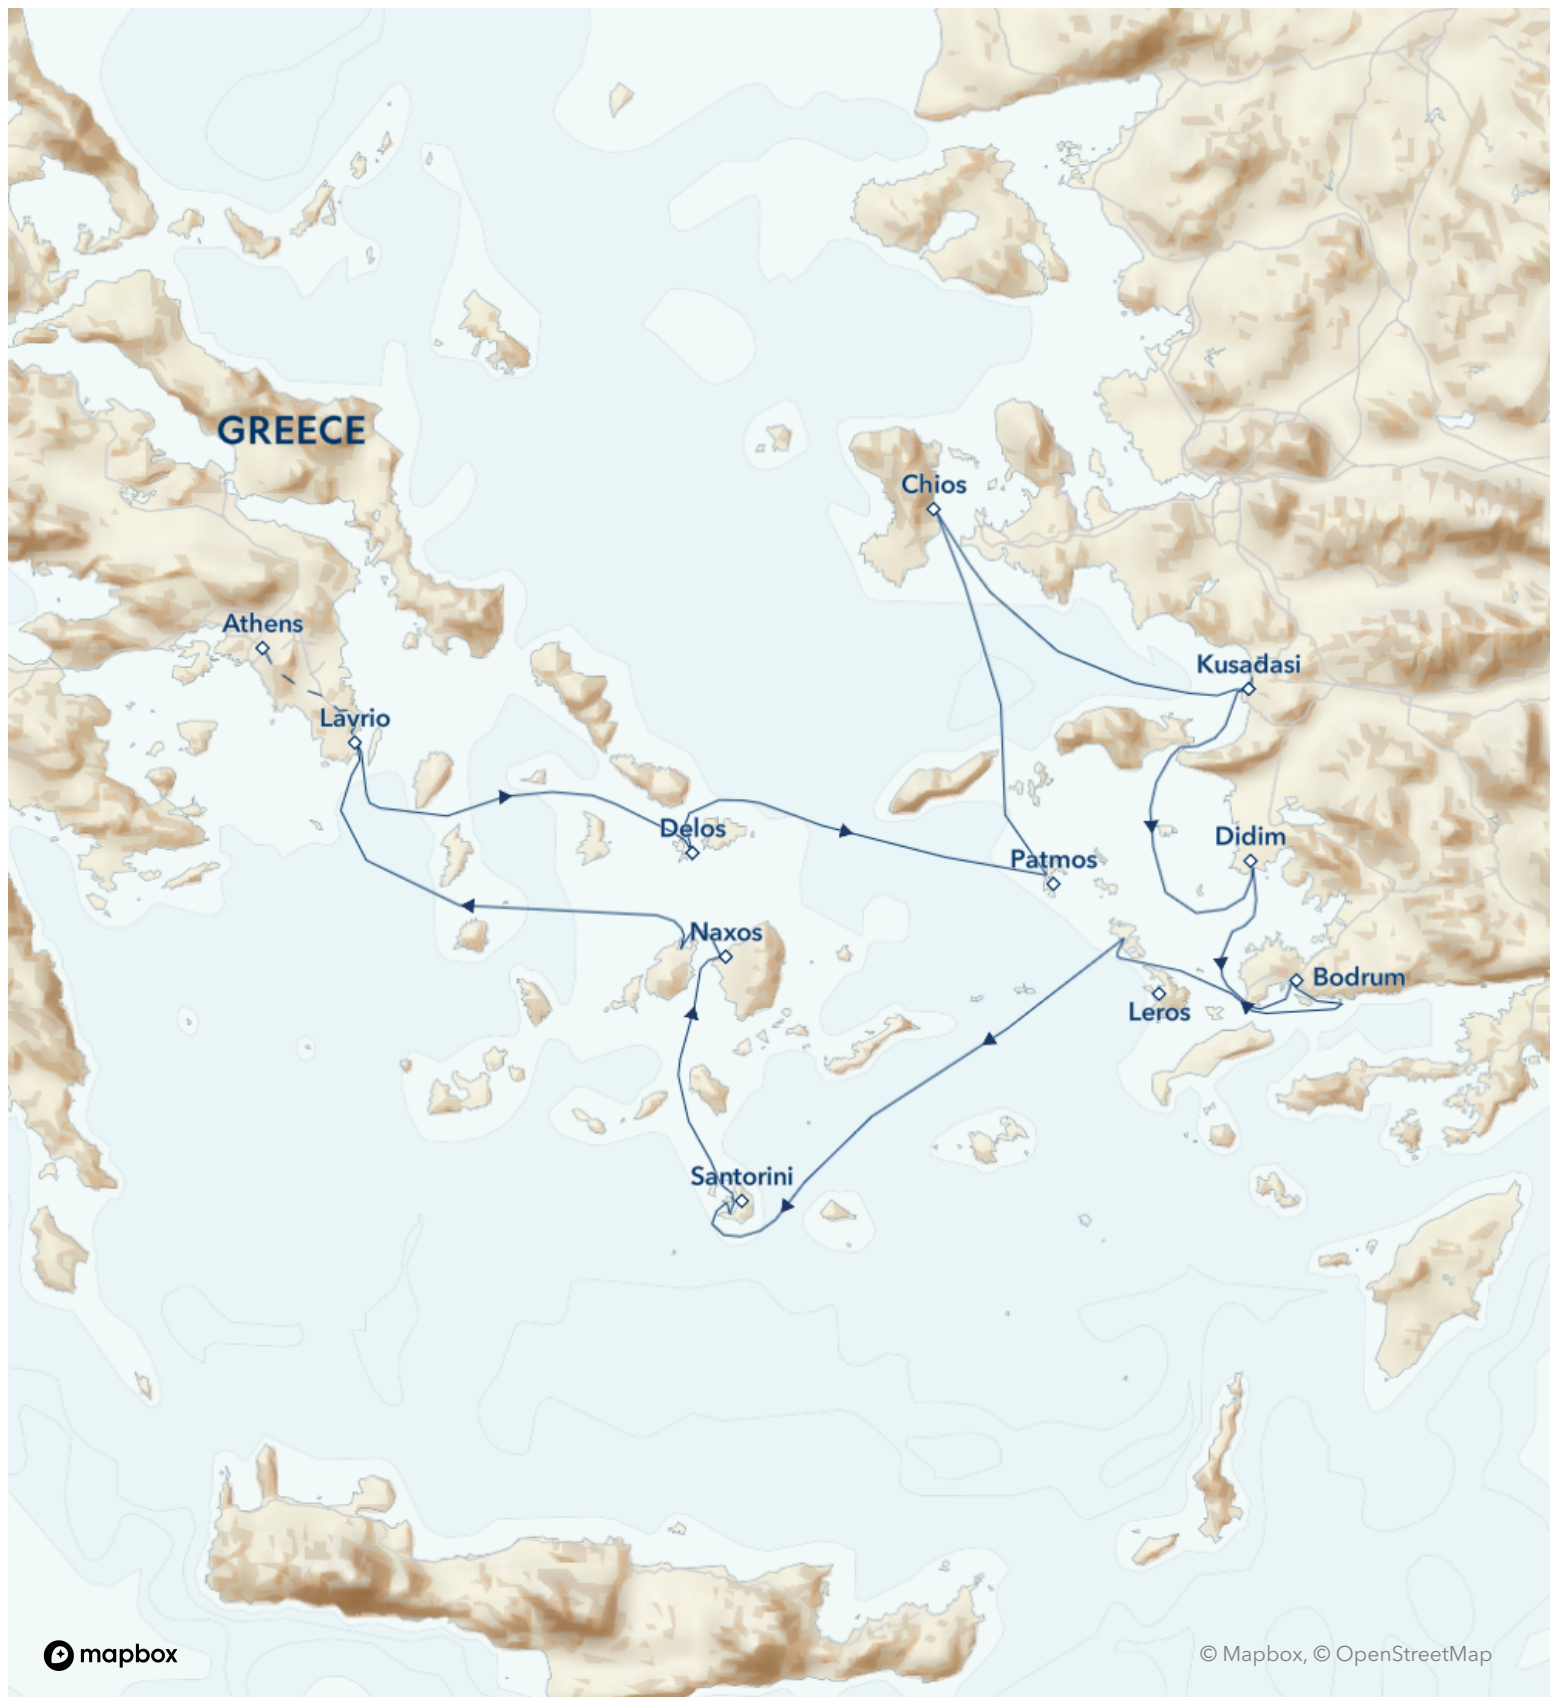 GREECE
Chios
Athens
Kusadasi
Lavrio
Delos
Didim
Patmos
Naxos
Bodrum
Leros
Santorini
mapbox
© Mapbox, © OpenStreetMap